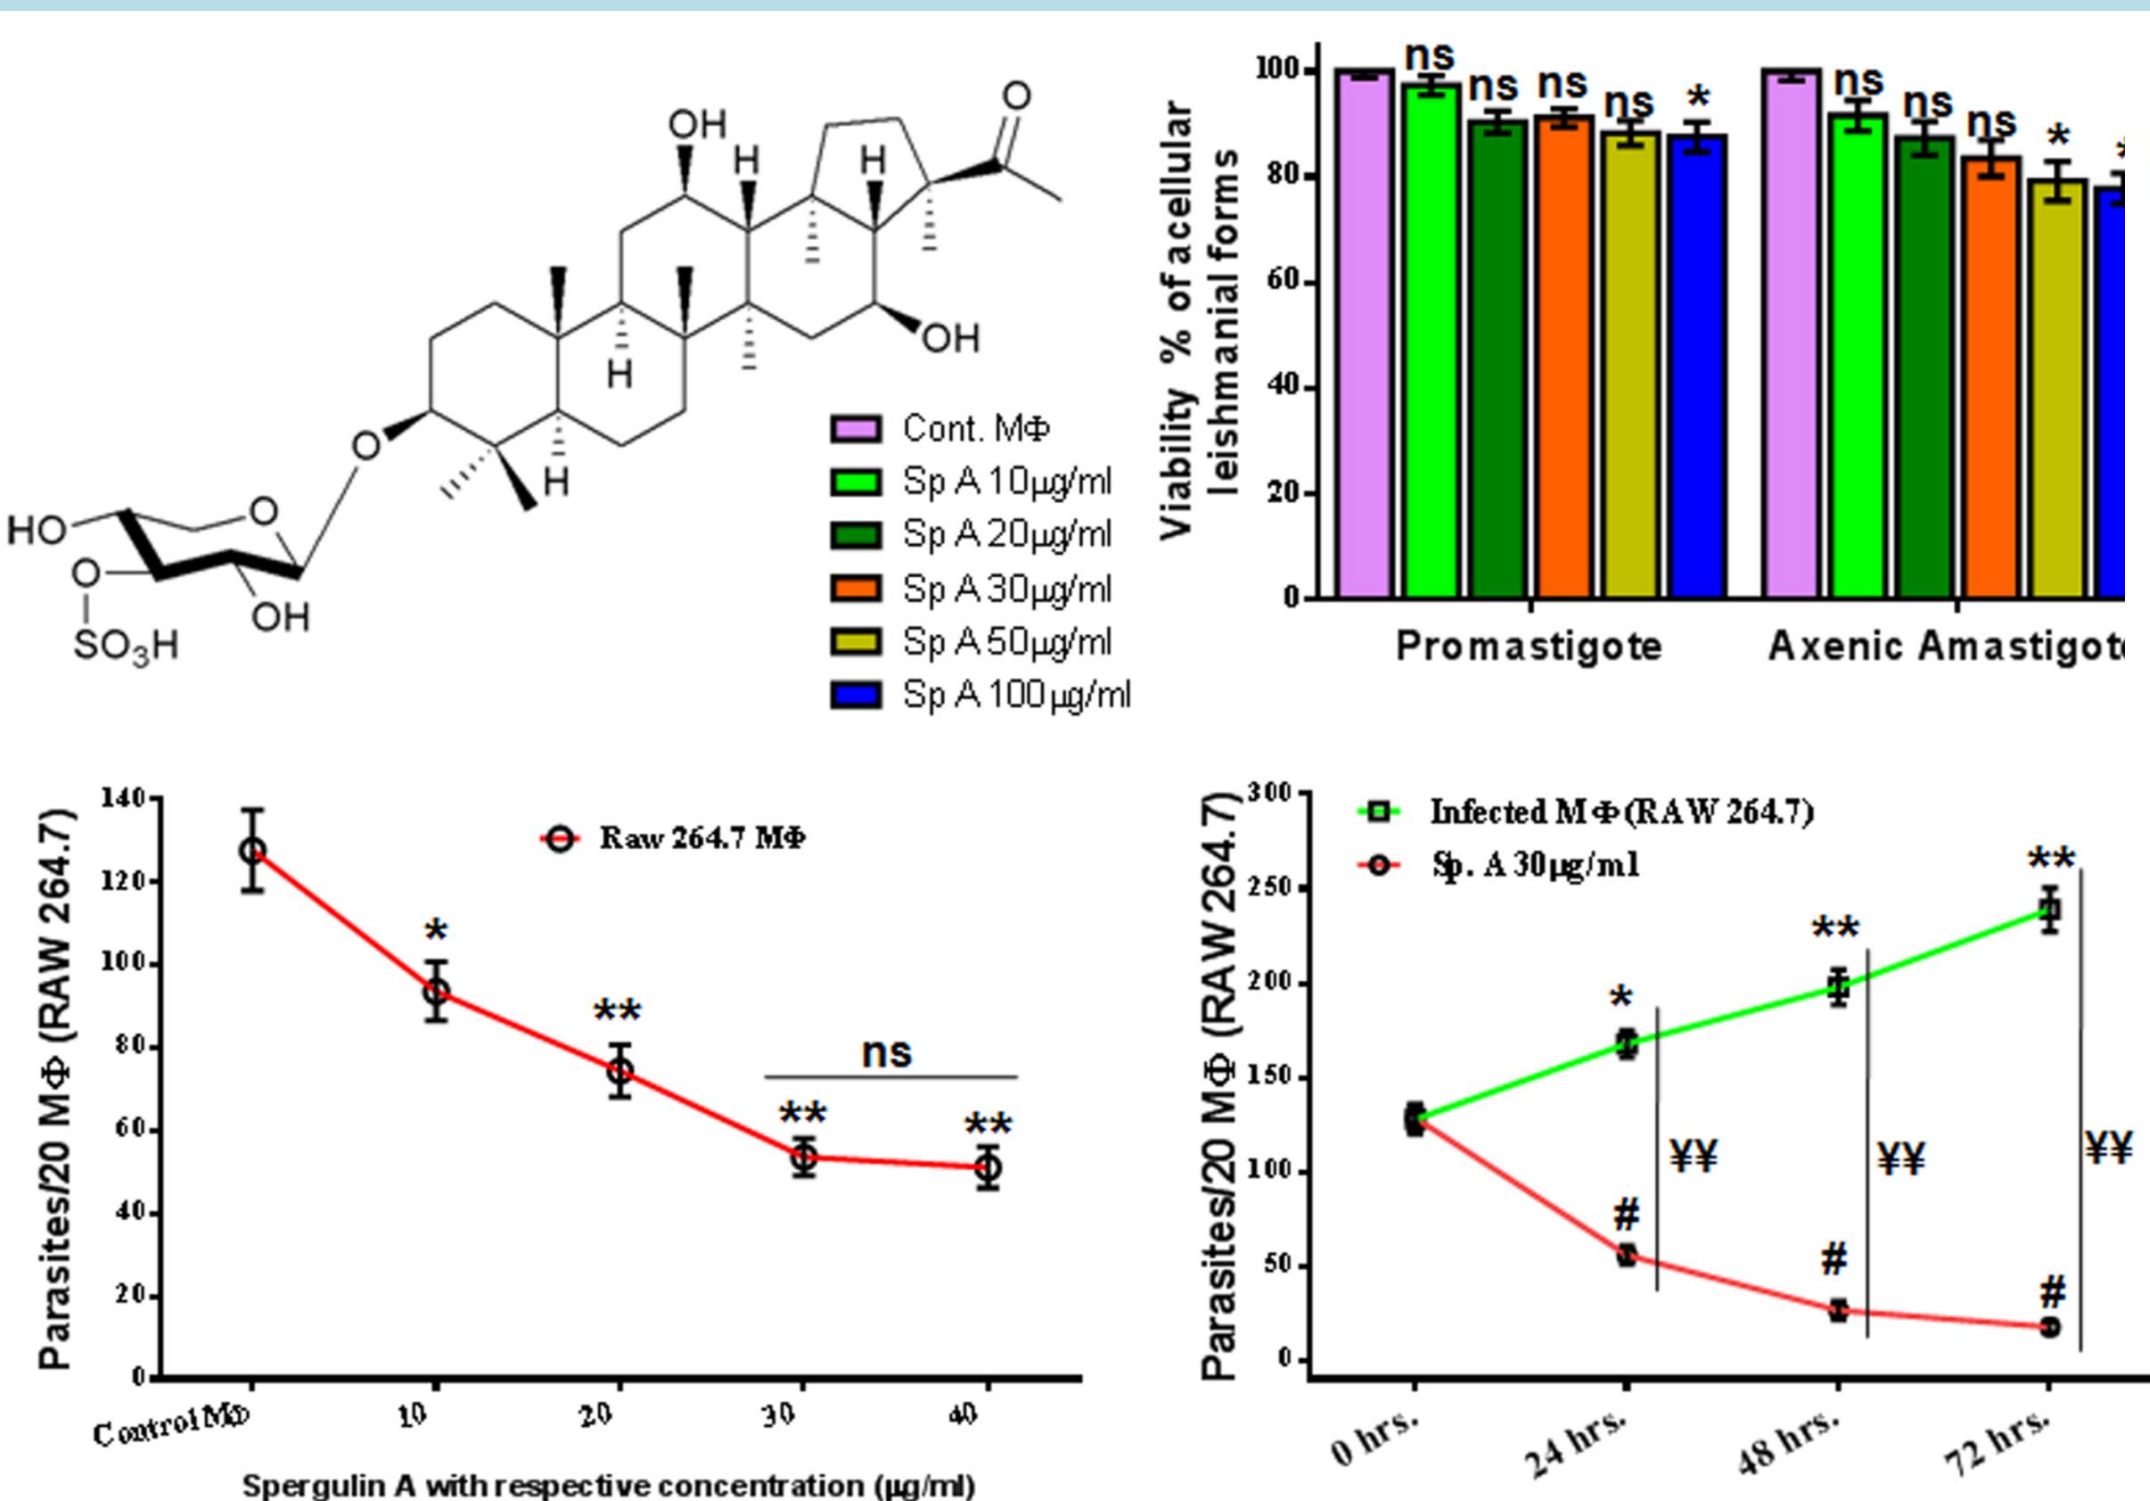 OH
H
H
O
OH
H
H
O
O
HO
O
OH
SO3H
Cont. MΦ
Sp A 10µg/ml
Sp A 20µg/ml
Sp A 30µg/ml
Sp A 50µg/ml
Sp A 100µg/ml
Viability % of acellular
leishmanial forms
100
80
60
40
20
0
ns
ns
ns
ns
*
ns
ns
ns
*
*
Promastigote
Axenic Amastigote
Parasites/20 MΦ (RAW 264.7)
140
120
100
80
60
40
20
0
Raw 264.7 MΦ
*
**
**
**
ns
Control MΦ
10
20
30
40
Spergulin A with respective concentration (µg/ml)
Parasites/20 MΦ (RAW 264.7)
300
250
200
150
100
50
0
Infected MΦ (RAW 264.7)
Sp. A 30µg/ml
*
**
**
¥¥
¥¥
¥¥
#
#
#
0 hrs.
24 hrs.
48 hrs.
72 hrs.